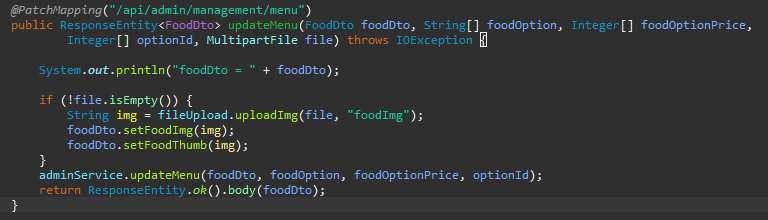 @PatchMapping("/api/admin/management/menu")
public ResponseEntity<FoodDto> updateMenu(FoodDto foodDto, String[] foodOption, Integer[] foodOptionPrice,
Integer[] optionId, MultipartFile file) throws IOException {
System.out.println("foodDto = " + foodDto);
if (!file.isEmpty()) {
String img = fileUpload.uploadImg(file, "foodImg");
foodDto.setFoodImg(img);
foodDto.setFoodThumb(img);
}
adminService.updateMenu(foodDto, foodOption, foodOptionPrice, optionId);
return ResponseEntity.ok().body(foodDto);
}